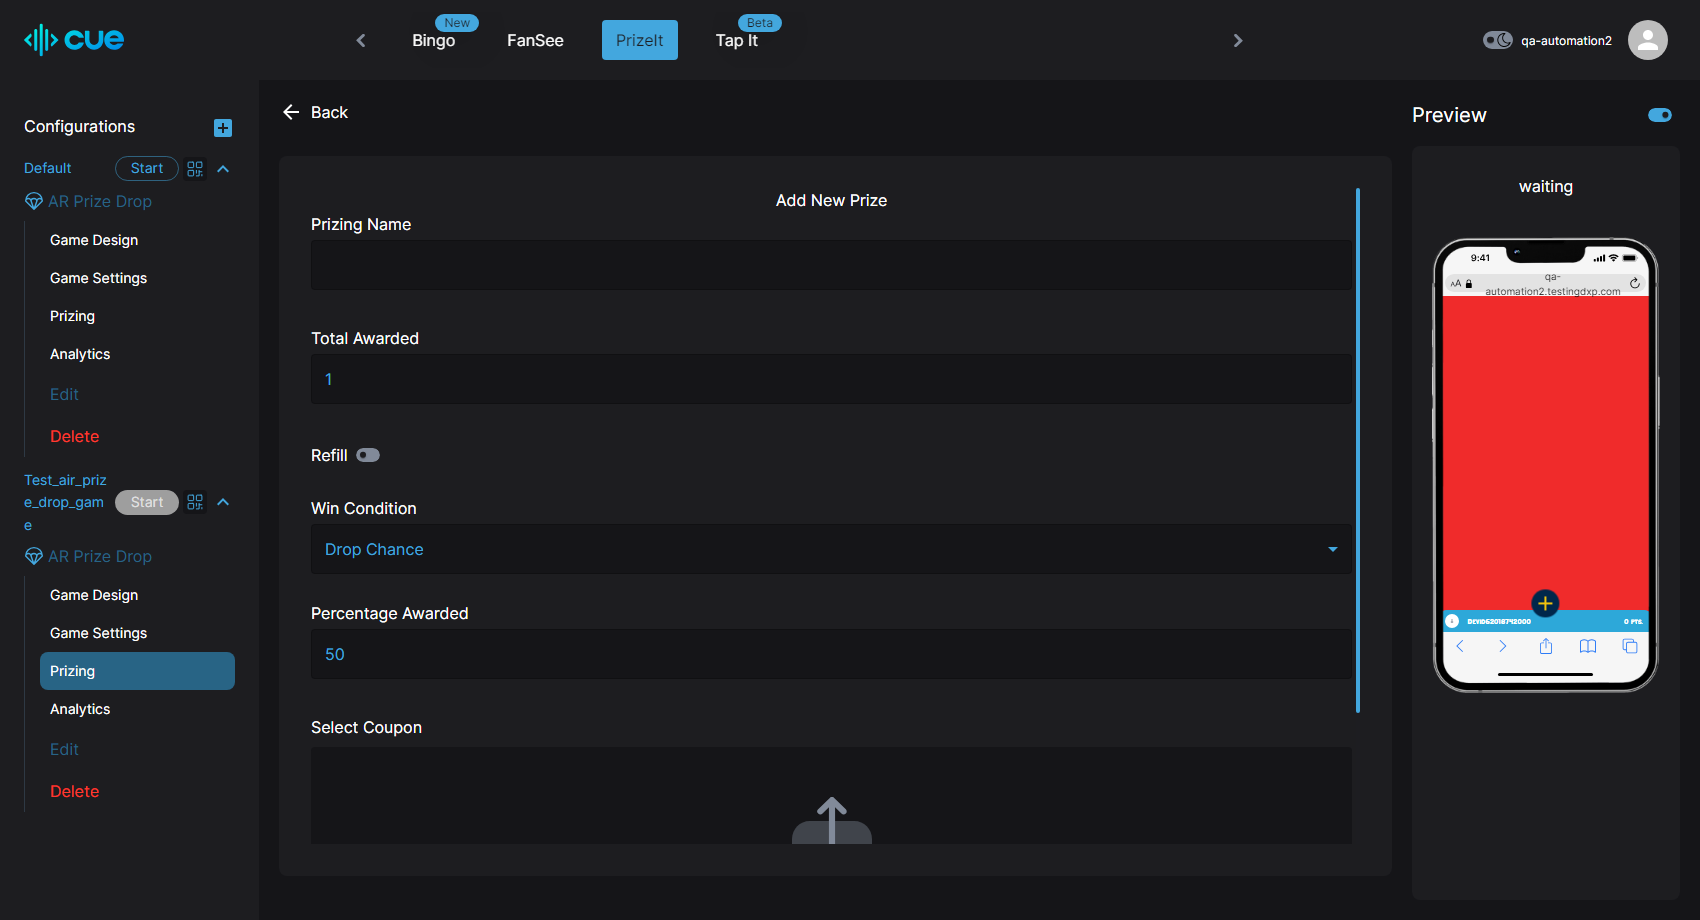 cue
New
Bingo
FanSee
PrizeIt
Beta
Tap It
qa-automation2
Configurations
Default
Start
AR Prize Drop
Game Design
Game Settings
Prizing
Analytics
Edit
Delete
Test_air_priz
e_drop_gam
e
Start
AR Prize Drop
Game Design
Game Settings
Prizing
Analytics
Edit
Delete
Back
Add New Prize
Prizing Name
Total Awarded
1
Refill
Win Condition
Drop Chance
Percentage Awarded
50
Select Coupon
Preview
waiting
9:41
AA
qa-
automation2.testingdxp.com
0 PTS.